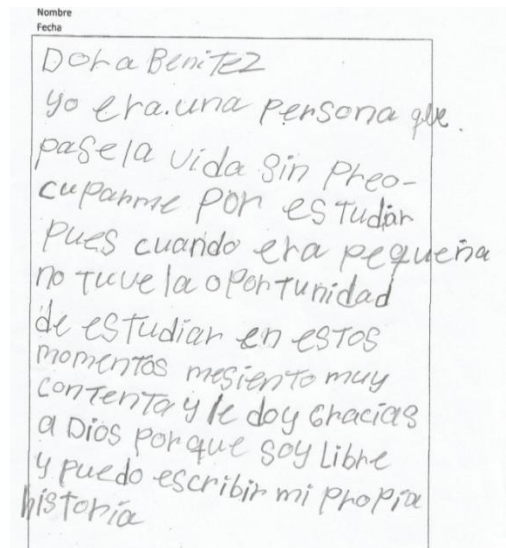 Nombre
Fecha
Dora Benitez
yo era.una persona que.
pase la vida sin preo-
cuparme por estudar
pues cuando era pequeña
no tuve la oportunidad
de estudiar en estos
momentos mesiento muy
contenta y le doy Gracias
a Dios porque soy Libre
y puedo escribir mi propia
historia